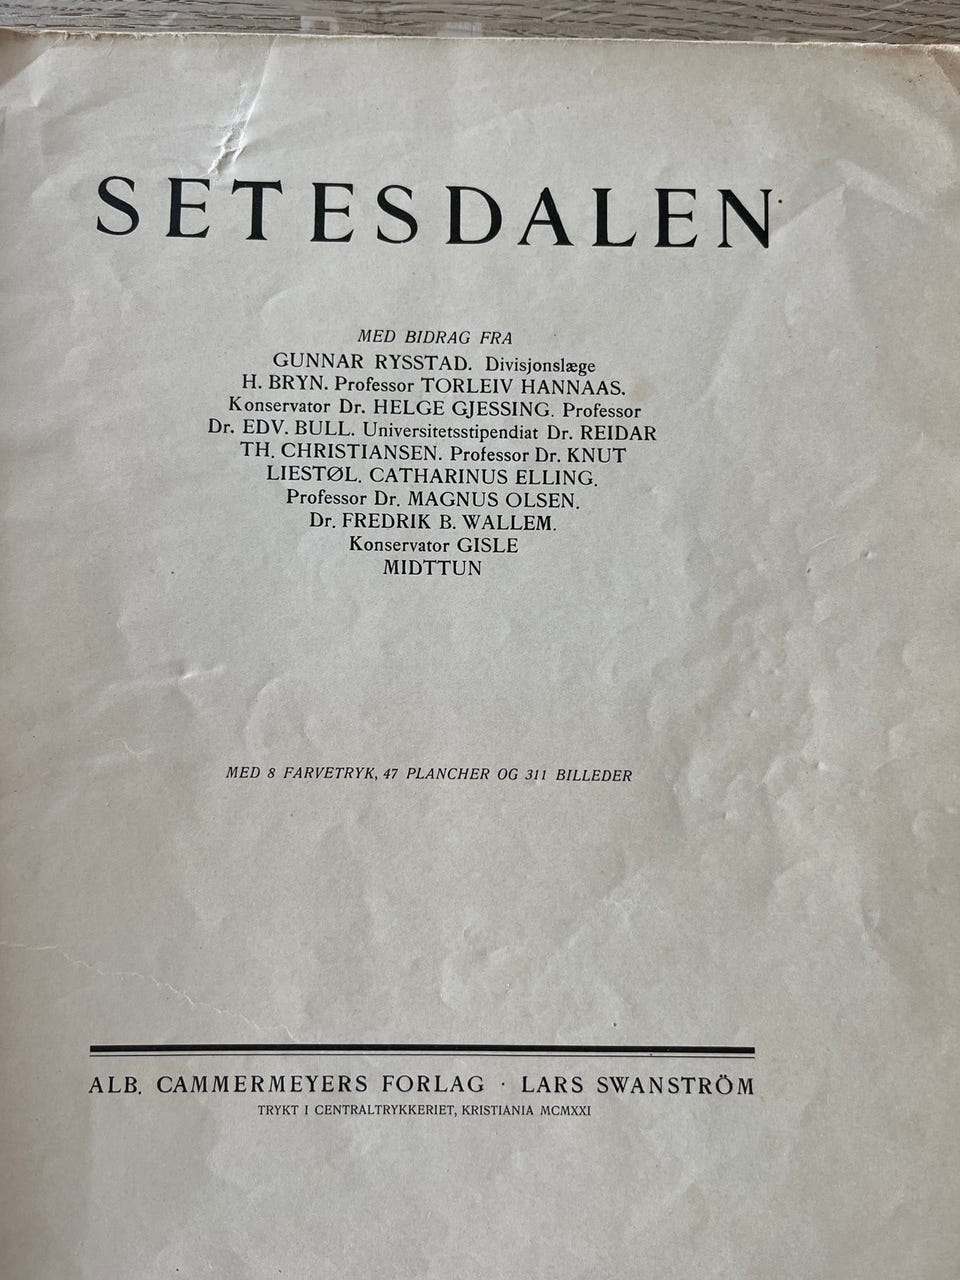 SETESDALEN
MED BIDRAG FRA
GUNNAR RYSSTAD. Divisjonslæge
H. BRYN. Professor TORLEIV HANNAAS.
Konservator Dr. HELGE GJESSING. Professor
Dr. EDV. BULL. Universitetsstipendiat Dr. REIDAR
TH. CHRISTIANSEN. Professor Dr. KNUT
LIESTØL. CATHARINUS ELLING.
Professor Dr. MAGNUS OLSEN.
Dr. FREDRIK B. WALLEM.
Konservator GISLE
MIDTTUN
MED 8 FARVETRYK, 47 PLANCHER OG 311 BILLEDER
ALB. CAMMERMEYERS FORLAG · LARS SWANSTRÖM
TRYKT I CENTRALTRYKKERIET, KRISTIANIA MCMXXI